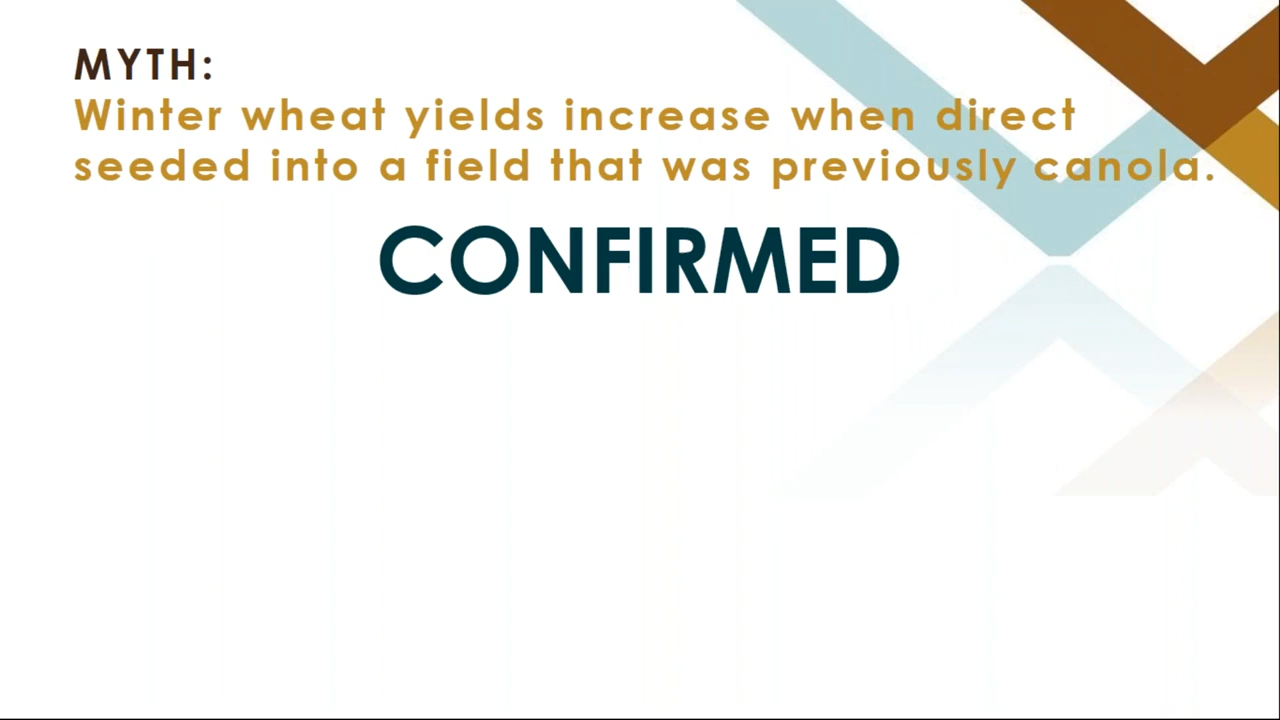 MYTH:
Winter wheat yields increase when direct
seeded into a field that was previously canola.
CONFIRMED